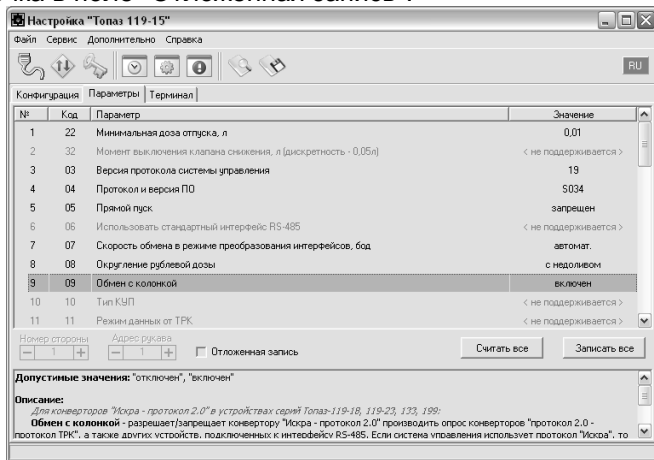 Настройка "Топаз 119-15"
Файл Сервис Дополнительно Справка
RU
Конфигурация Параметры Терминал
№ Код Параметр Значение
1 22 Минимальная доза отпуска, л 0,01
2 32 Момент выключения клапана снижения, л (дискретность - 0,05л) < не поддерживается >
3 03 Версия протокола системы управления 19
4 04 Протокол и версия ПО S034
5 05 Прямой пуск запрещен
6 06 Использовать стандартный интерфейс RS-485 < не поддерживается >
7 07 Скорость обмена в режиме преобразования интерфейсов, бод автомат.
8 08 Округление рублевой дозы с недоливом
9 09 Обмен с колонкой включен
10 10 Тип КУП < не поддерживается >
11 11 Режим данных от ТРК < не поддерживается >
Номер стороны Адрес рукава
1 1 Отложенная запись Считать все Записать все
Допустимые значения: "отключен", "включен"
Описание:
Для конверторов "Искра - протокол 2.0" в устройствах серий Топаз-119-18, 119-23, 133, 199:
Обмен с колонкой - разрешает/запрещает конвертору "Искра - протокол 2.0" производить опрос конверторов "протокол 2.0 -
протокол ТРК", а также других устройств, подключенных к интерфейсу RS-485. Если система управления использует протокол "Искра", то